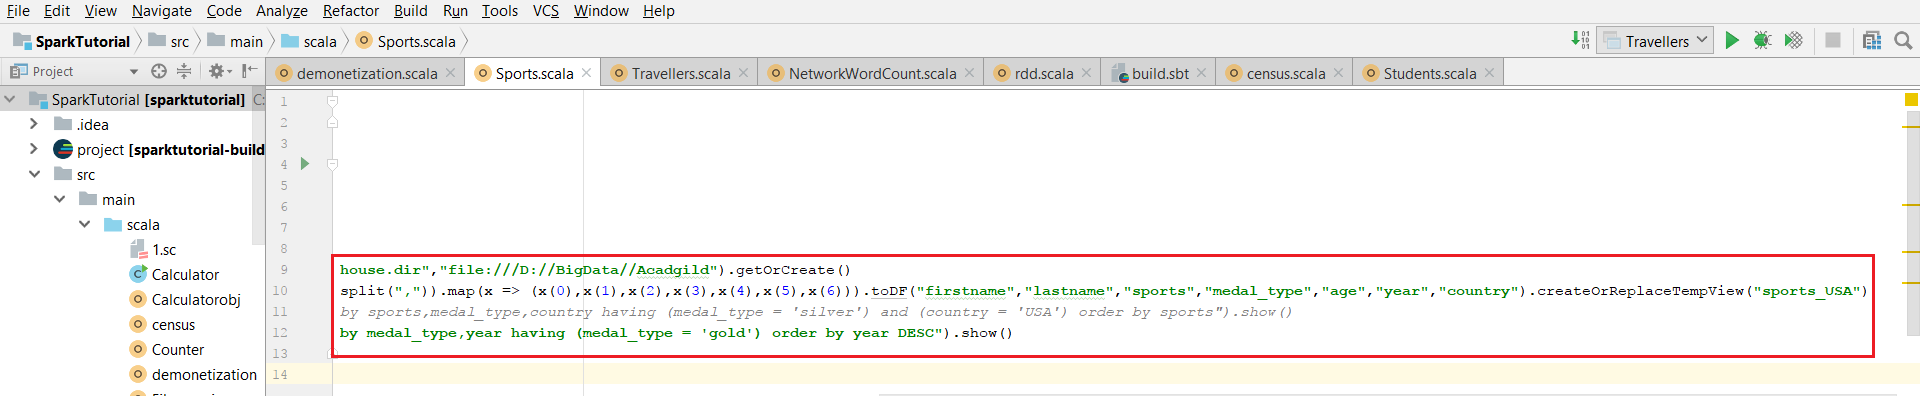 File Edit View Navigate Code Analyze Refactor Build Run Tools VCS Window Help
SparkTutorial src main scala Sports.scala Travellers
Project demonetization.scala Sports.scala Travellers.scala NetworkWordCount.scala rdd.scala build.sbt census.scala Students.scala
SparkTutorial [sparktutorial] C:
.idea
project [sparktutorial-build
src
main
scala
1.sc
Calculator
Calculatorobj
census
Counter
demonetization
1
2
3
4
5
6
7
8
9 house.dir","file:///D://BigData//Acadgild").getOrCreate()
10 split(",")).map(x => (x(0),x(1),x(2),x(3),x(4),x(5),x(6))).toDF("firstname","lastname","sports","medal_type","age","year","country").createOrReplaceTempView("sports_USA")
11 by sports,medal_type,country having (medal_type = 'silver') and (country = 'USA') order by sports").show()
12 by medal_type,year having (medal_type = 'gold') order by year DESC").show()
13
14